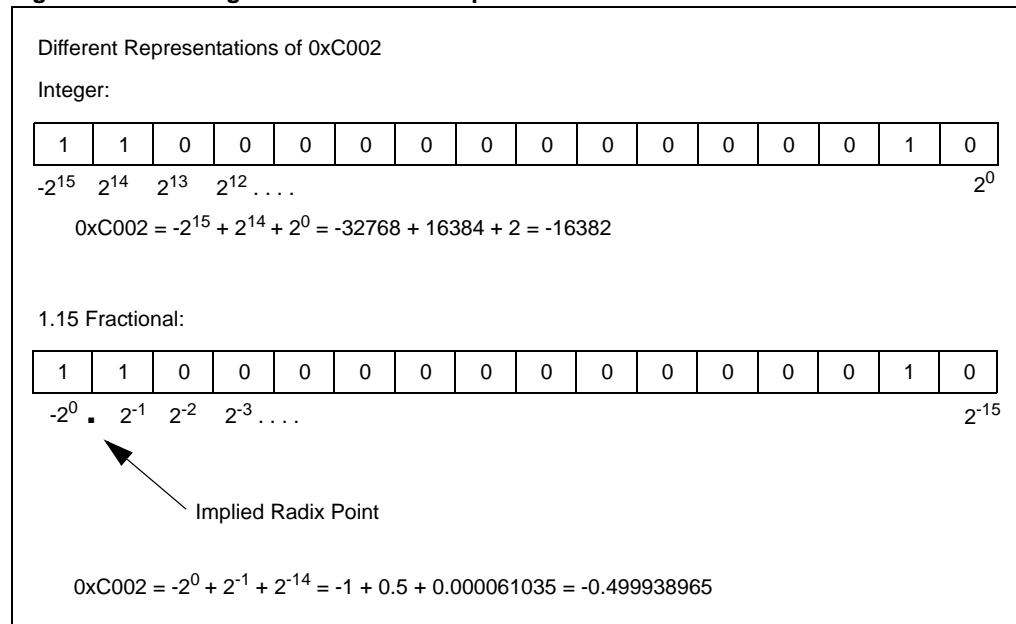 Different Representations of 0xC002
Integer:
1 1 0 0 0 0 0 0 0 0 0 0 0 0 1 0
-2^15 2^14 2^13 2^12 . . . . 2^0
0xC002 = -2^15 + 2^14 + 2^0 = -32768 + 16384 + 2 = -16382
1.15 Fractional:
1 1 0 0 0 0 0 0 0 0 0 0 0 0 1 0
-2^0 . 2^-1 2^-2 2^-3 . . . . 2^-15
Implied Radix Point
0xC002 = -2^0 + 2^-1 + 2^-14 = -1 + 0.5 + 0.000061035 = -0.499938965